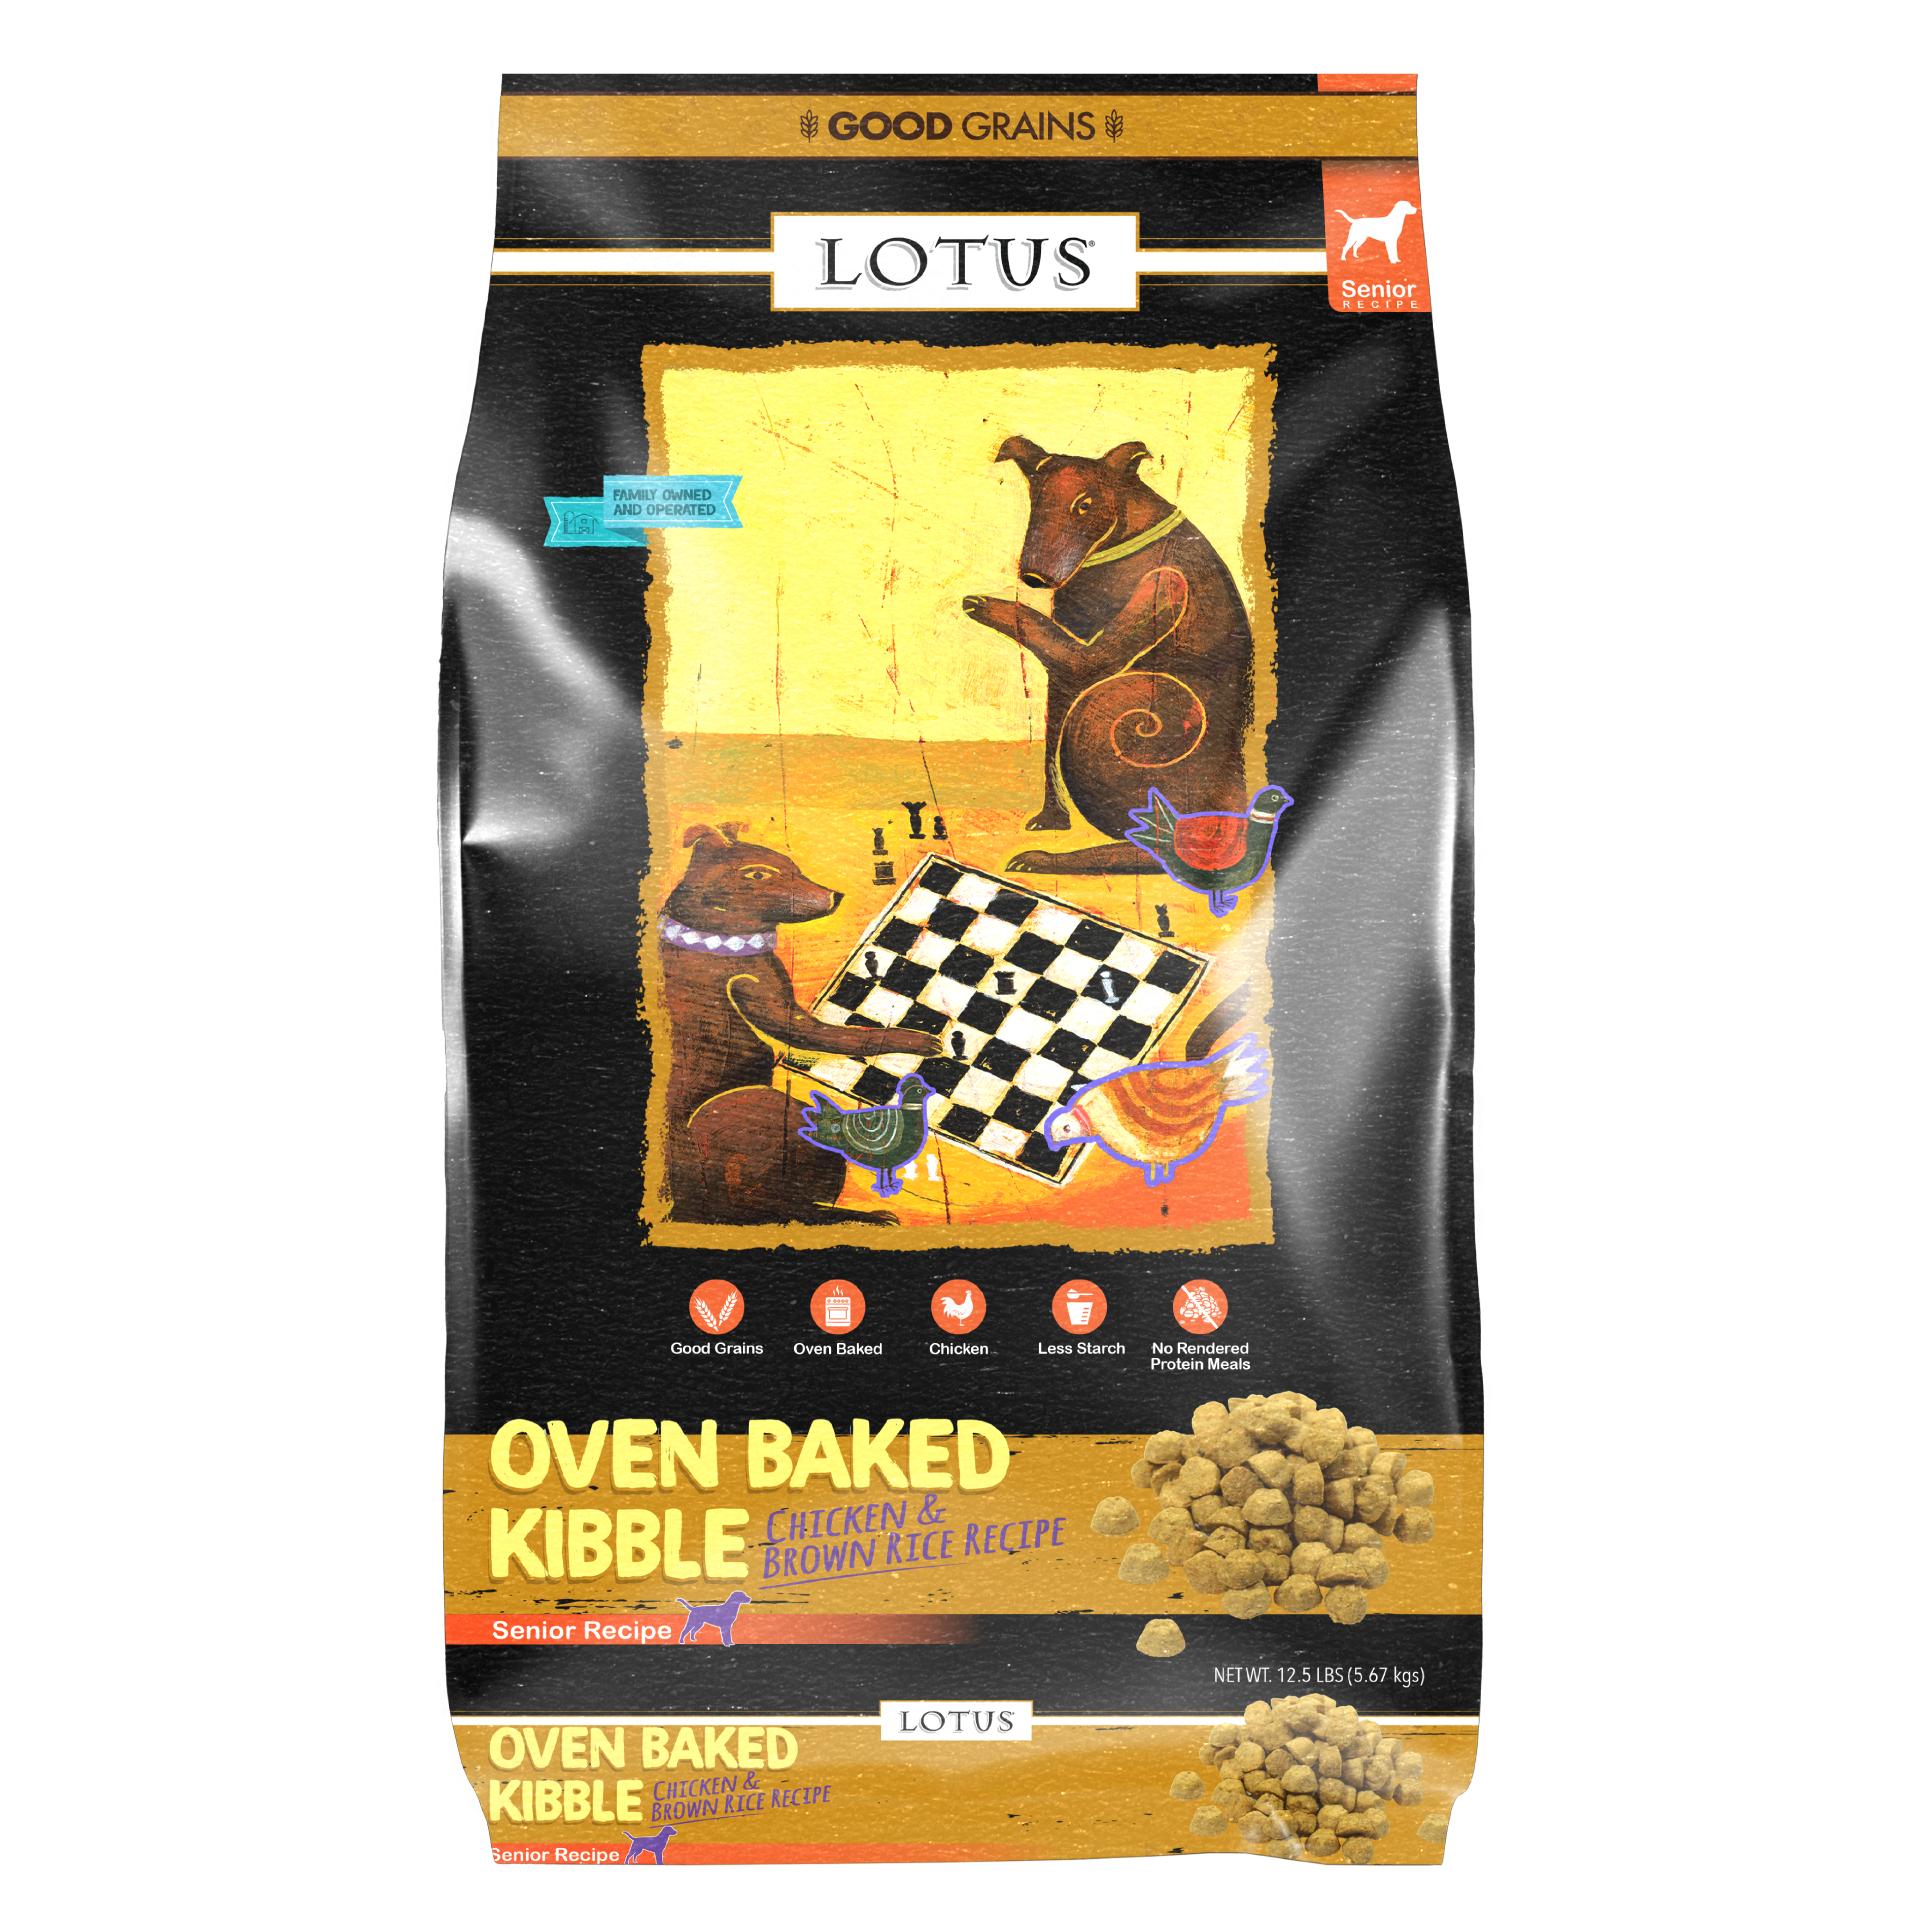 GOOD GRAINS
LOTUS®
Senior
RECIPE
FAMILY OWNED
AND OPERATED
Good Grains
Oven Baked
Chicken
Less Starch
No Rendered
Protein Meals
OVEN BAKED
KIBBLE
CHICKEN &
BROWN RICE RECIPE
Senior Recipe
NET WT. 12.5 LBS (5.67 kgs)
LOTUS
OVEN BAKED
KIBBLE
CHICKEN &
BROWN RICE RECIPE
Senior Recipe